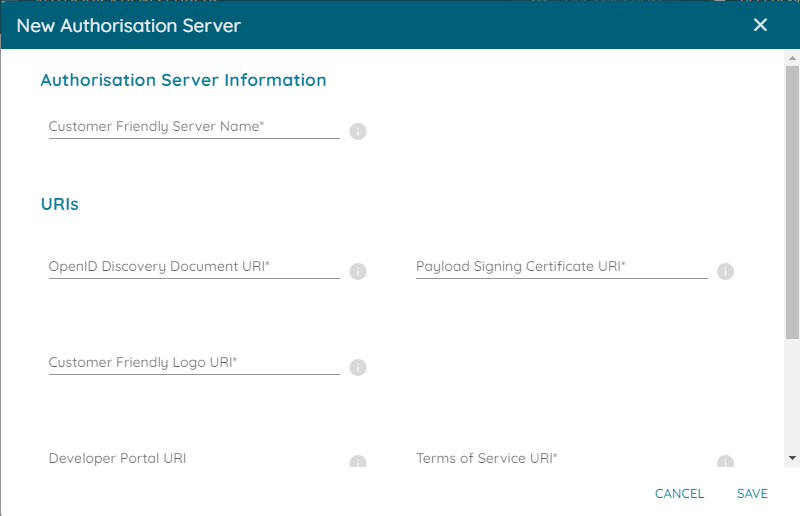 New Authorisation Server
Authorisation Server Information
Customer Friendly Server Name*
URIs
OpenID Discovery Document URI*
Payload Signing Certificate URI*
Customer Friendly Logo URI*
Developer Portal URI
Terms of Service URI*
CANCEL
SAVE